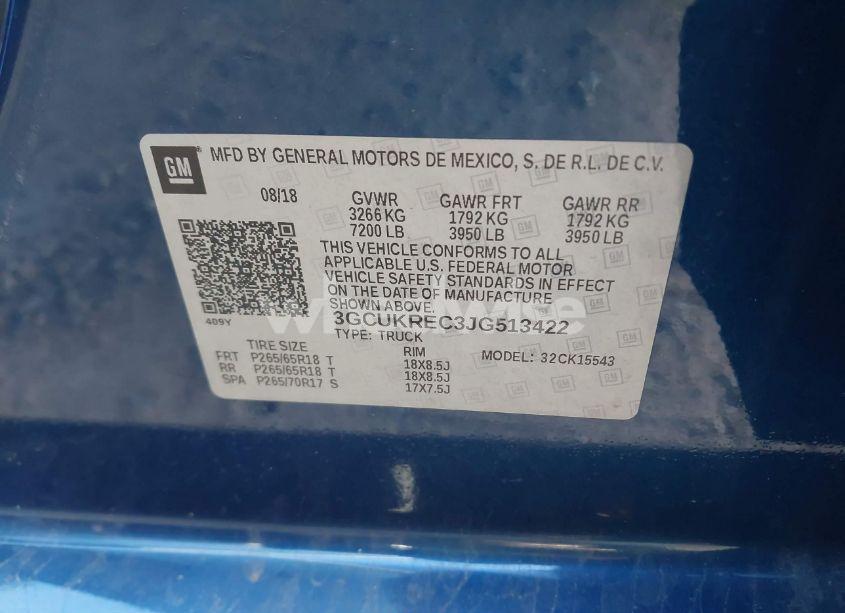 GM
MFD BY GENERAL MOTORS DE MEXICO, S. DE R.L. DE C.V.
08/18 GVWR GAWR FRT GAWR RR
3266 KG 1792 KG 1792 KG
7200 LB 3950 LB 3950 LB
THIS VEHICLE CONFORMS TO ALL
APPLICABLE U.S. FEDERAL MOTOR
VEHICLE SAFETY STANDARDS IN EFFECT
ON THE DATE OF MANUFACTURE
SHOWN ABOVE.
409Y
3GCUKREC3JG513422
TYPE: TRUCK
MODEL: 32CK15543
TIRE SIZE RIM
FRT P265/65R18 T 18X8.5J
RR P265/65R18 T 18X8.5J
SPA P265/70R17 S 17X7.5J